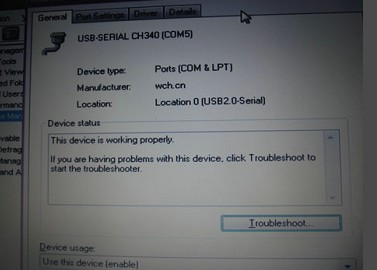 General Port Settings Driver Details
USB-SERIAL CH340 (COM5)
Device type: Ports (COM & LPT)
Manufacturer: wch.cn
Location: Location 0 (USB2.0-Serial)
Device status
This device is working properly.
If you are having problems with this device, click Troubleshoot to
start the troubleshooter.
Troubleshoot...
Device usage:
Use this device (enable)